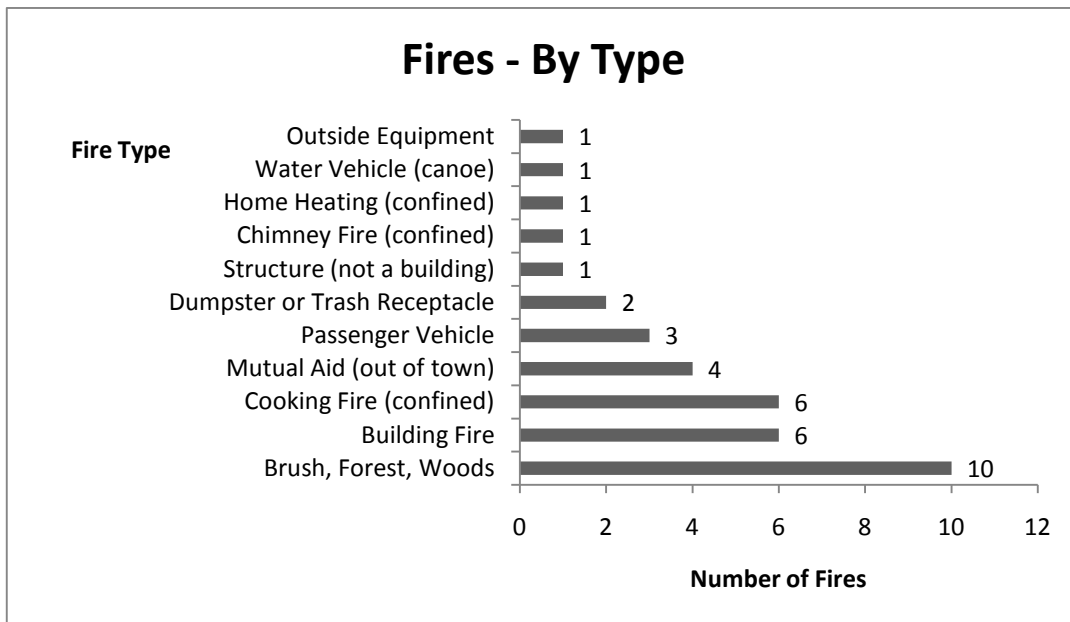 Fires - By Type
Fire Type
Outside Equipment 1
Water Vehicle (canoe) 1
Home Heating (confined) 1
Chimney Fire (confined) 1
Structure (not a building) 1
Dumpster or Trash Receptacle 2
Passenger Vehicle 3
Mutual Aid (out of town) 4
Cooking Fire (confined) 6
Building Fire 6
Brush, Forest, Woods 10
0 2 4 6 8 10 12
Number of Fires